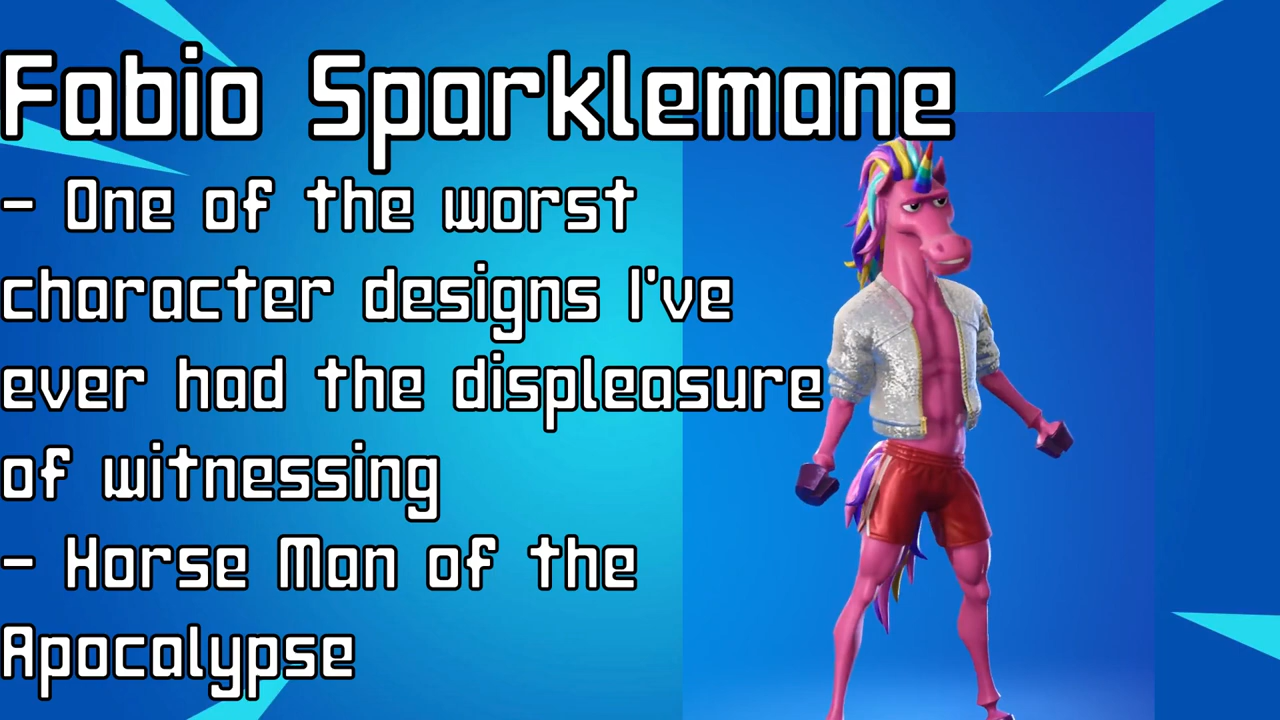 Fabio Sparklemane
- One of the worst
character designs I've
ever had the displeasure
of witnessing
- Horse Man of the
Apocalypse